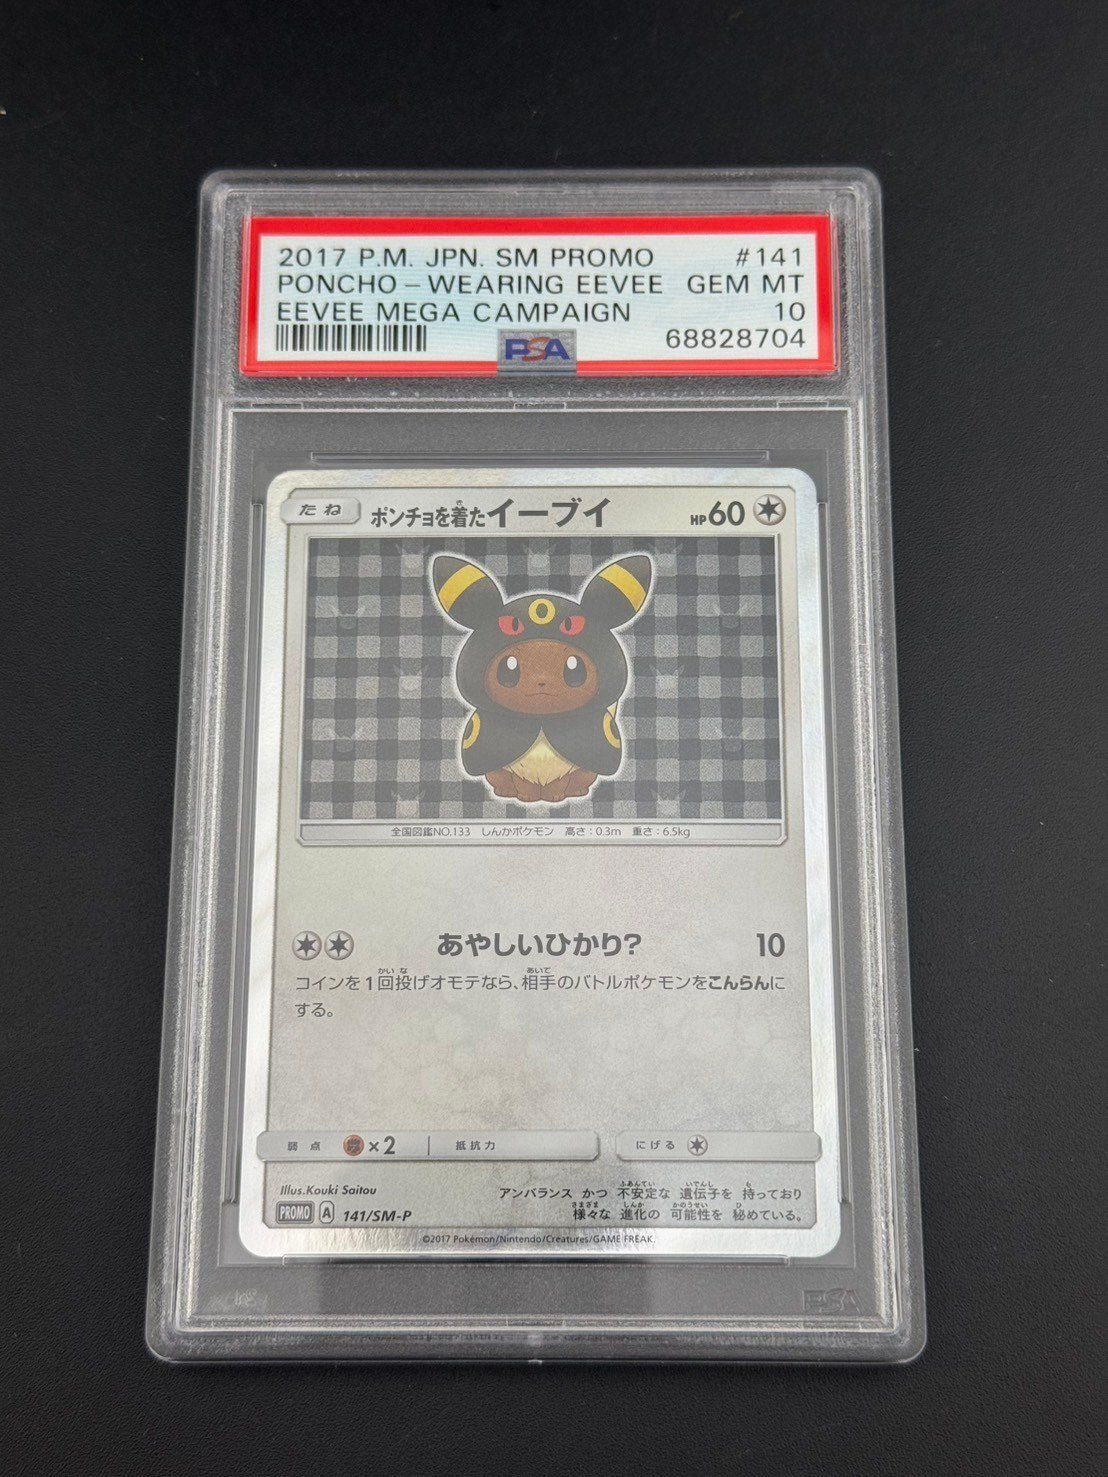 2017 P.M. JPN. SM PROMO #141
PONCHO-WEARING EEVEE GEM MT
EEVEE MEGA CAMPAIGN 10
PSA 68828704
たね ポンチョを着たイーブイ HP60
全国図鑑NO.133 しんかポケモン 高さ:0.3m 重さ:6.5kg
あやしいひかり? 10
コインを1回投げオモテなら、相手のバトルポケモンをこんらんに
する。
弱点 ×2 抵抗力 にげる
Illus.Kouki Saitou
アンバランス かつ 不安定な 遺伝子を 持っており
PROMO A 141/SM-P 様々な 進化の 可能性を 秘めている。
©2017 Pokémon/Nintendo/Creatures/GAME FREAK.
PSA